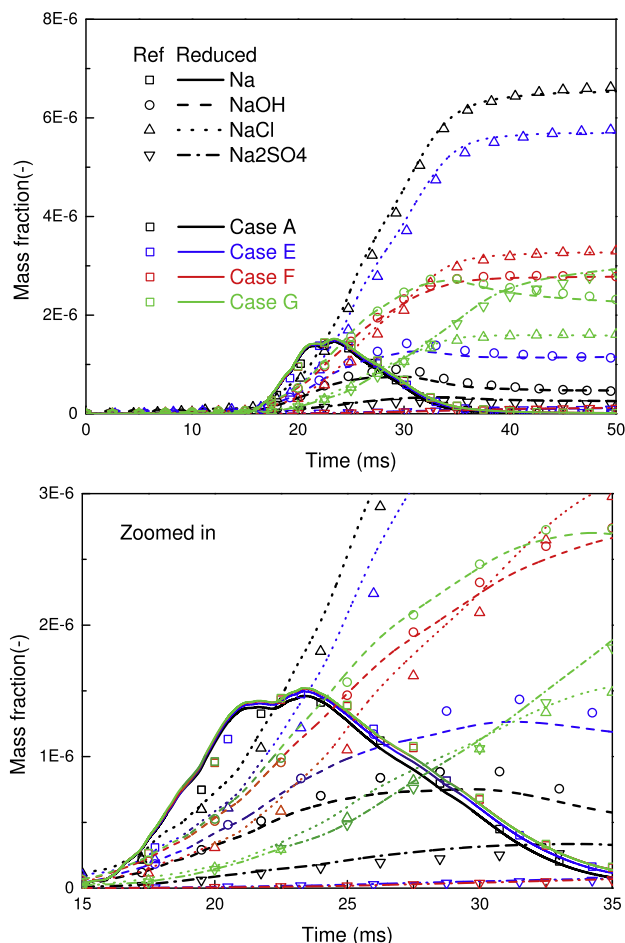 8E-6
6E-6
4E-6
2E-6
0
Mass fraction(-)
Ref Reduced
Na
NaOH
NaCl
Na2SO4
Case A
Case E
Case F
Case G
0 10 20 30 40 50
Time (ms)
3E-6
2E-6
1E-6
0
Mass fraction(-)
Zoomed in
15 20 25 30 35
Time (ms)